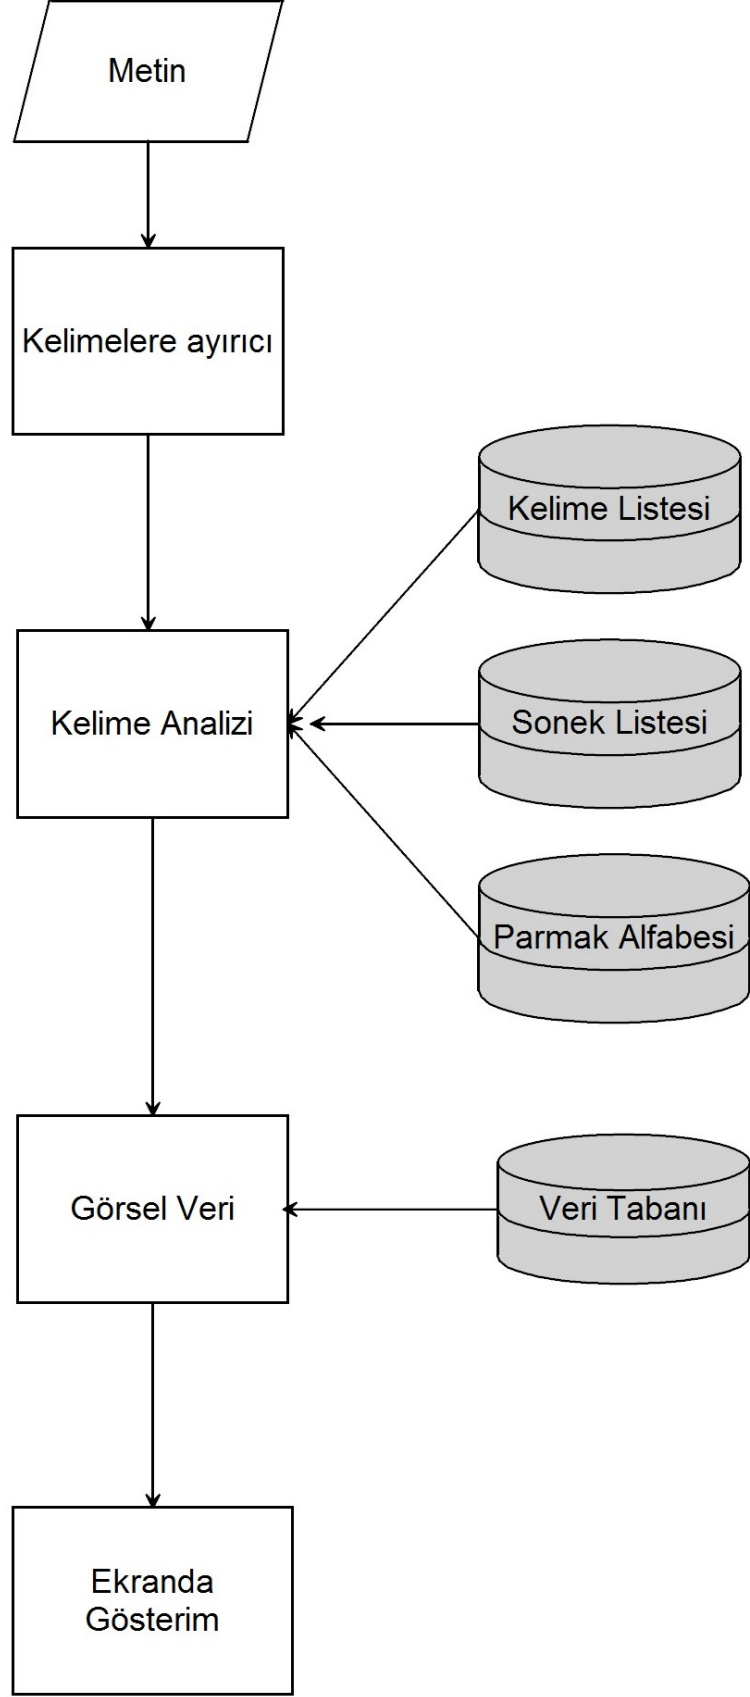 Metin
Kelimelere ayırıcı
Kelime Listesi
Kelime Analizi
Sonek Listesi
Parmak Alfabesi
Görsel Veri
Veri Tabanı
Ekranda
Gösterim